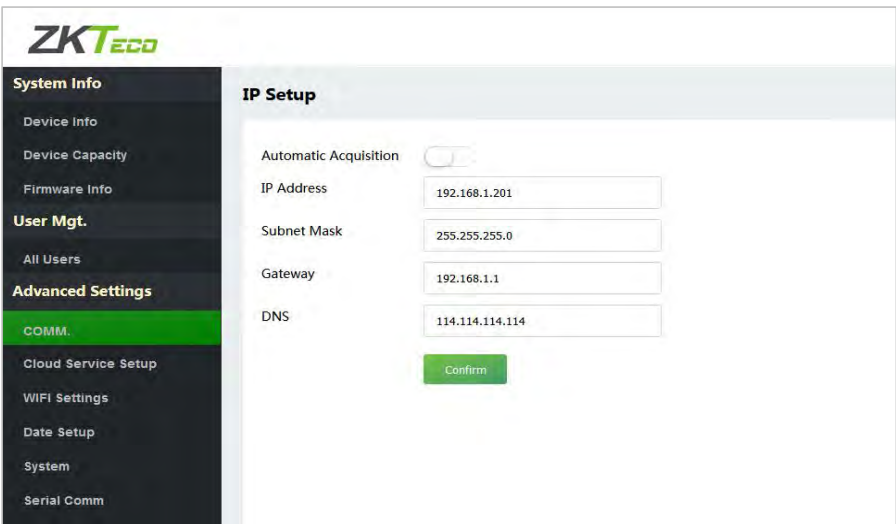 ZKTECO
System Info
Device Info
Device Capacity
Firmware Info
User Mgt.
All Users
Advanced Settings
COMM.
Cloud Service Setup
WIFI Settings
Date Setup
System
Serial Comm
IP Setup
Automatic Acquisition
IP Address 192.168.1.201
Subnet Mask 255.255.255.0
Gateway 192.168.1.1
DNS 114.114.114.114
Confirm